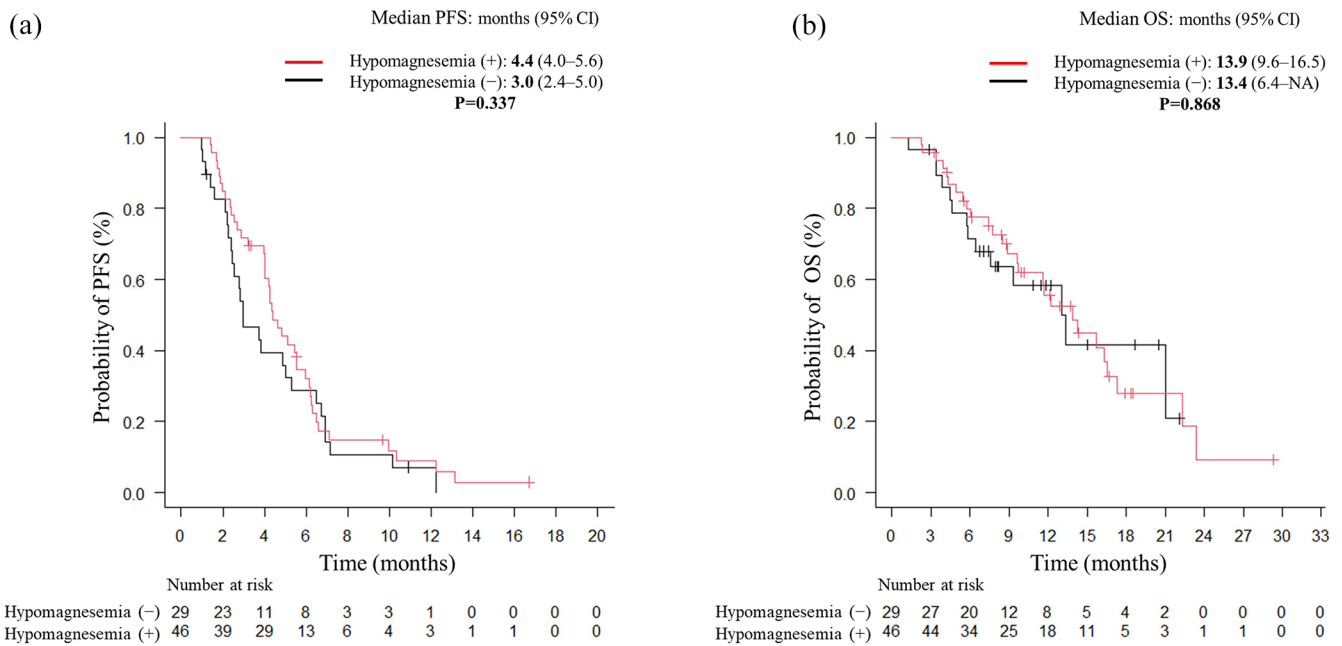 (a)
Median PFS: months (95% CI)
Hypomagnesemia (+): 4.4 (4.0–5.6)
Hypomagnesemia (−): 3.0 (2.4–5.0)
P=0.337
Probability of PFS (%)
1.0
0.8
0.6
0.4
0.2
0.0
0 2 4 6 8 10 12 14 16 18 20
Time (months)
Number at risk
Hypomagnesemia (−) 29 23 11 8 3 3 1 0 0 0 0
Hypomagnesemia (+) 46 39 29 13 6 4 3 1 1 0 0
(b)
Median OS: months (95% CI)
Hypomagnesemia (+): 13.9 (9.6–16.5)
Hypomagnesemia (−): 13.4 (6.4–NA)
P=0.868
Probability of OS (%)
1.0
0.8
0.6
0.4
0.2
0.0
0 3 6 9 12 15 18 21 24 27 30 33
Time (months)
Number at risk
Hypomagnesemia (−) 29 27 20 12 8 5 4 2 0 0 0 0
Hypomagnesemia (+) 46 44 34 25 18 11 5 3 1 1 0 0